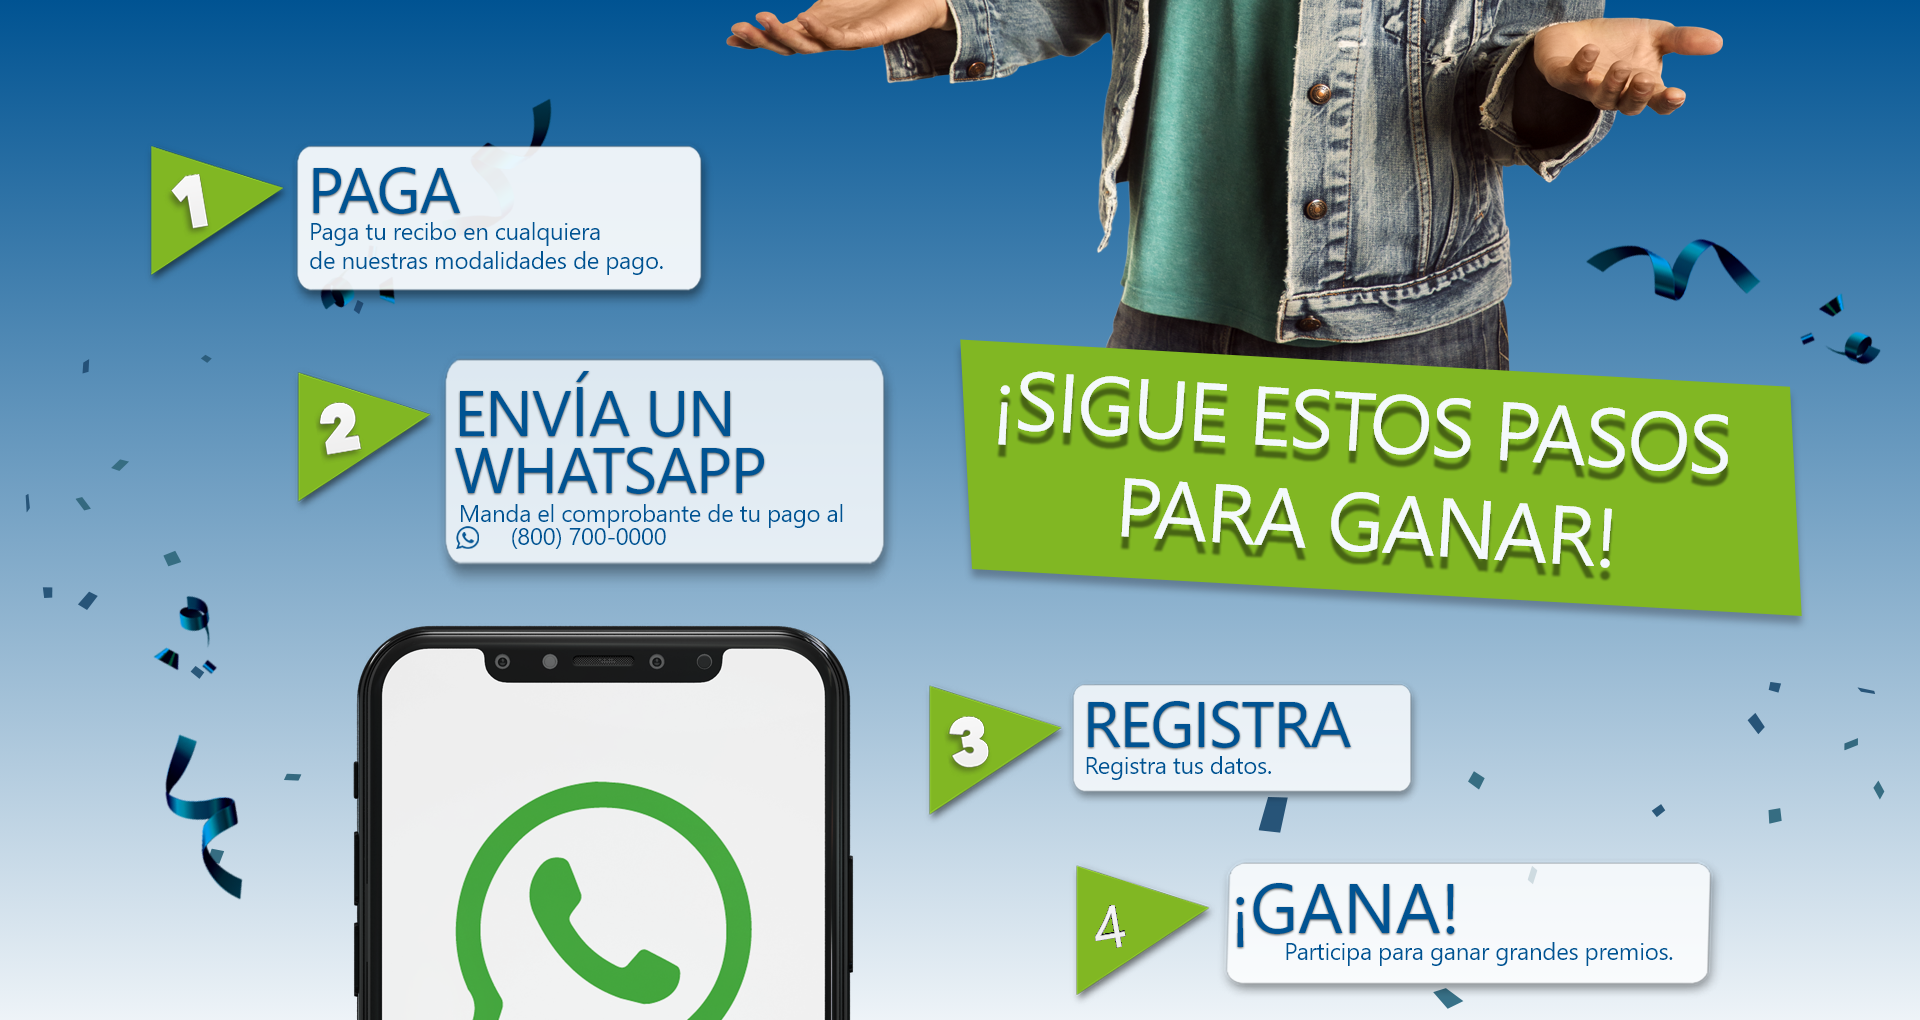 1
PAGA
Paga tu recibo en cualquiera
de nuestras modalidades de pago.
2
ENVÍA UN
WHATSAPP
Manda el comprobante de tu pago al
(800) 700-0000
¡SIGUE ESTOS PASOS
PARA GANAR!
3
REGISTRA
Registra tus datos.
4
¡GANA!
Participa para ganar grandes premios.